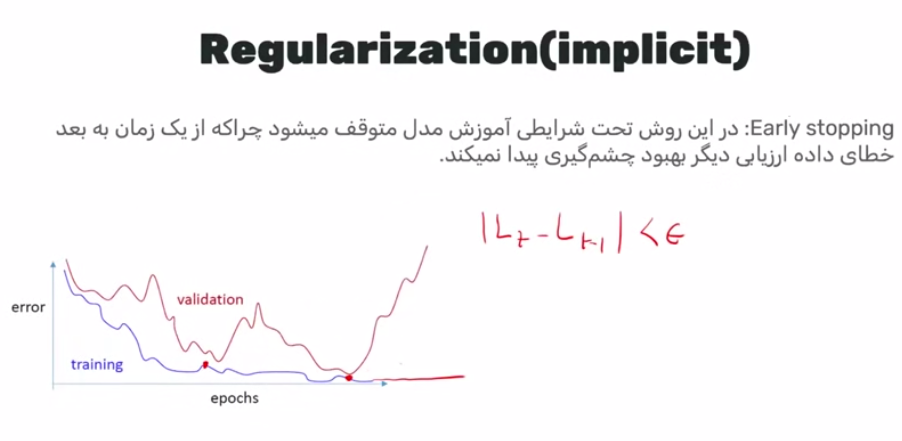 Regularization(implicit)
Early stopping: در این روش تحت شرایطی آموزش مدل متوقف میشود چراکه از یک زمان به بعد
خطای داده ارزیابی دیگر بهبود چشم‌گیری پیدا نمیکند.
|L_t - L_{t-1}| < ϵ
validation
error
training
epochs